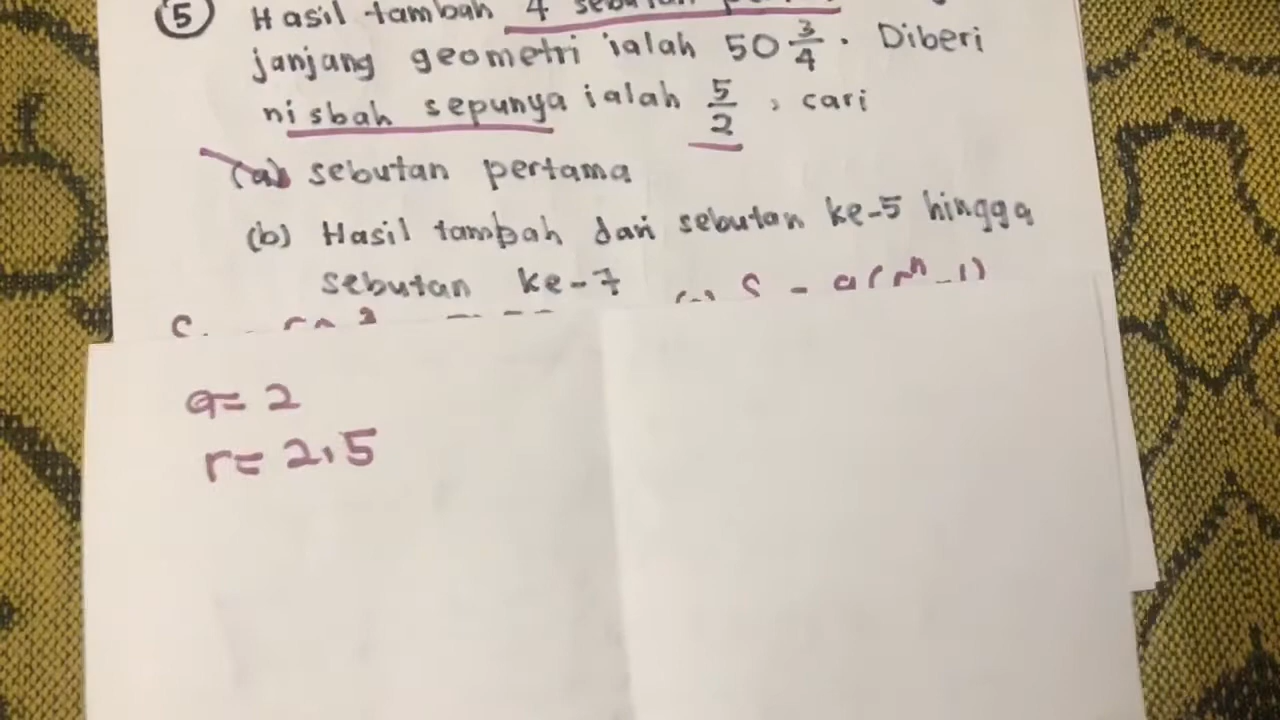 5 Hasil tambah 4
janjang geometri ialah 50 3/4. Diberi
nisbah sepunya ialah 5/2, cari
(a) sebutan pertama
(b) Hasil tambah dari sebutan ke-5 hingga
sebutan ke-7
a= 2
r= 2.5